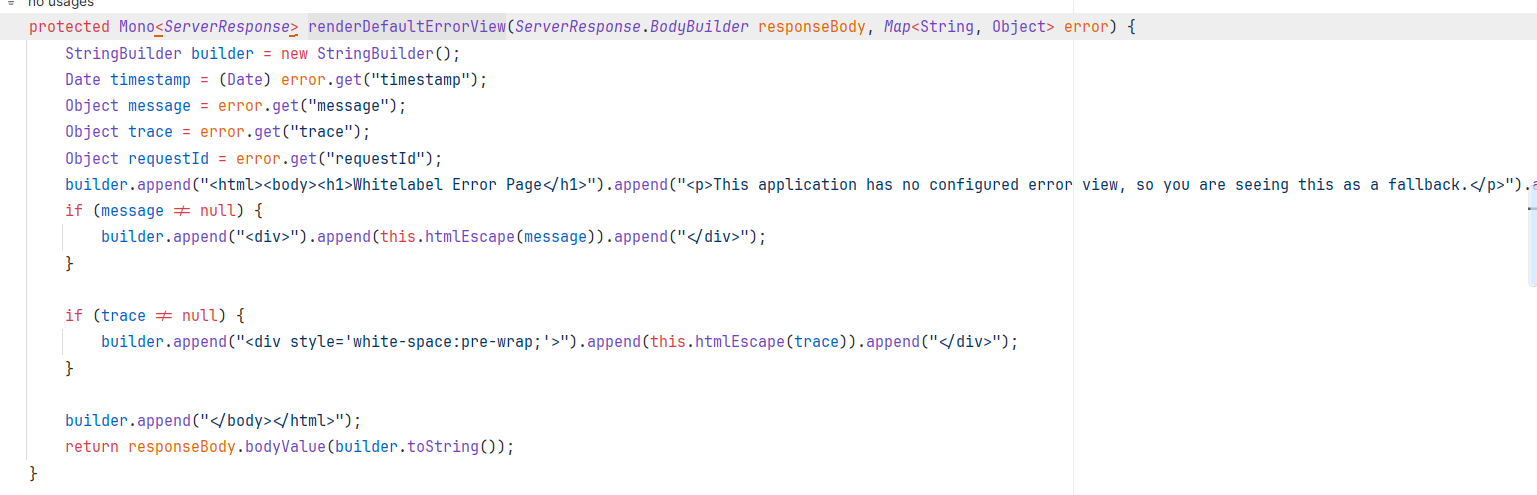 no usages
protected Mono<ServerResponse> renderDefaultErrorView(ServerResponse.BodyBuilder responseBody, Map<String, Object> error) {
StringBuilder builder = new StringBuilder();
Date timestamp = (Date) error.get("timestamp");
Object message = error.get("message");
Object trace = error.get("trace");
Object requestId = error.get("requestId");
builder.append("<html><body><h1>Whitelabel Error Page</h1>").append("<p>This application has no configured error view, so you are seeing this as a fallback.</p>").a
if (message != null) {
builder.append("<div>").append(this.htmlEscape(message)).append("</div>");
}
if (trace != null) {
builder.append("<div style='white-space:pre-wrap;'>").append(this.htmlEscape(trace)).append("</div>");
}
builder.append("</body></html>");
return responseBody.bodyValue(builder.toString());
}